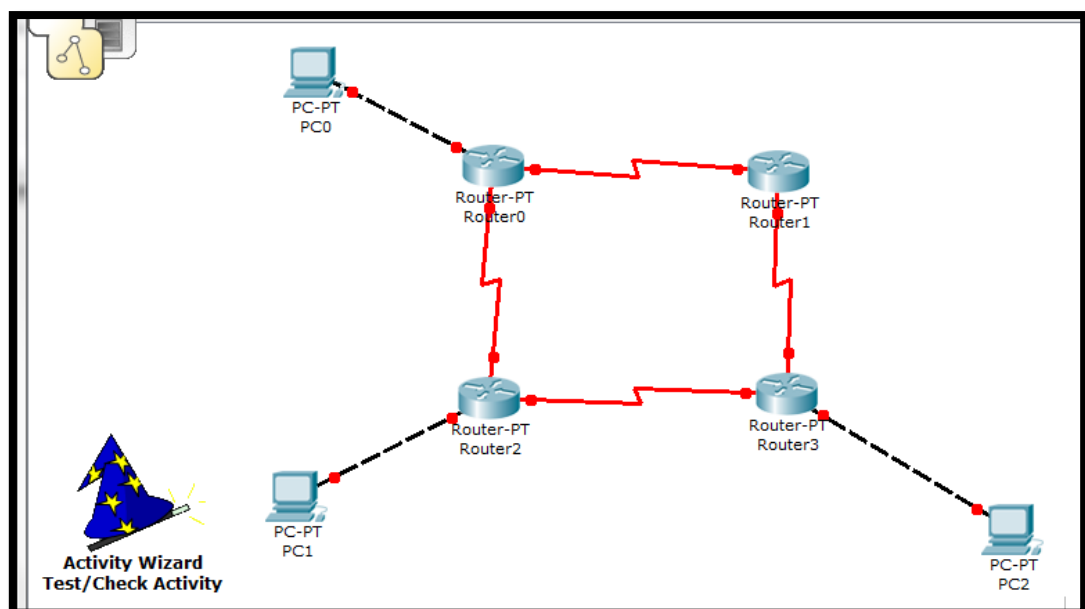 PC-PT
PC0
Router-PT
Router0
Router-PT
Router1
Router-PT
Router2
Router-PT
Router3
PC-PT
PC1
PC-PT
PC2
Activity Wizard
Test/Check Activity